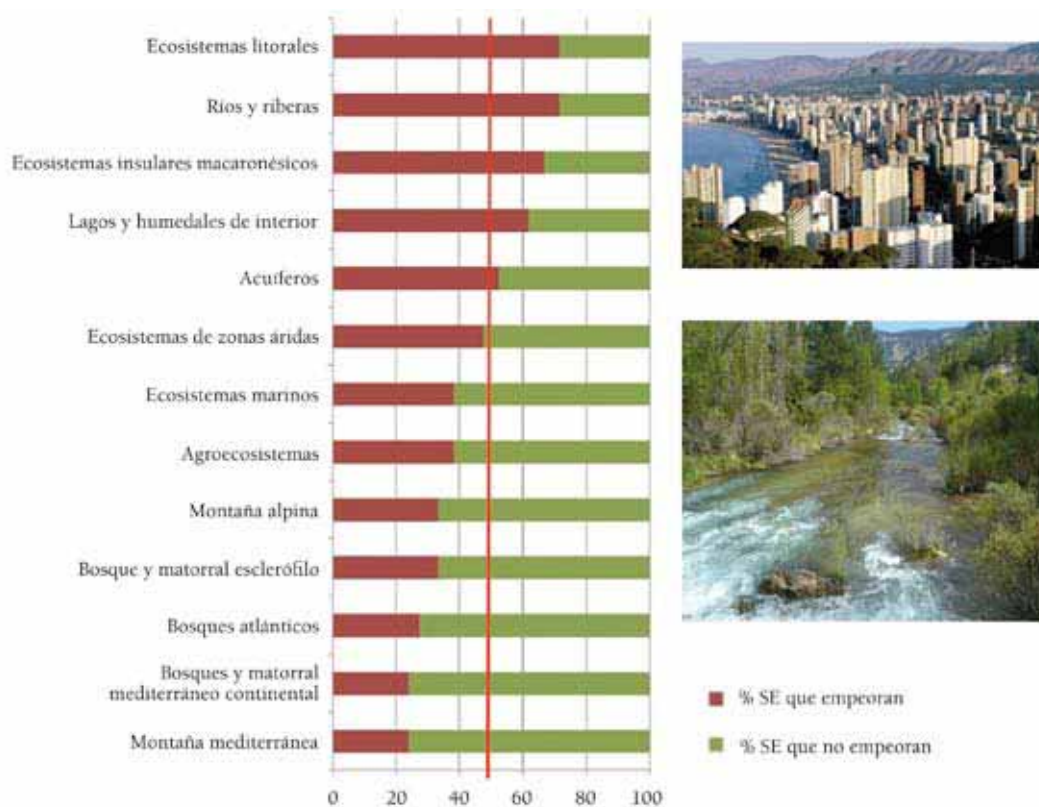 Ecosistemas litorales
Ríos y riberas
Ecosistemas insulares macaronésicos
Lagos y humedales de interior
Acuíferos
Ecosistemas de zonas áridas
Ecosistemas marinos
Agroecosistemas
Montaña alpina
Bosque y matorral esclerófilo
Bosques atlánticos
Bosques y matorral
mediterráneo continental
Montaña mediterránea
0 20 40 60 80 100
% SE que empeoran
% SE que no empeoran